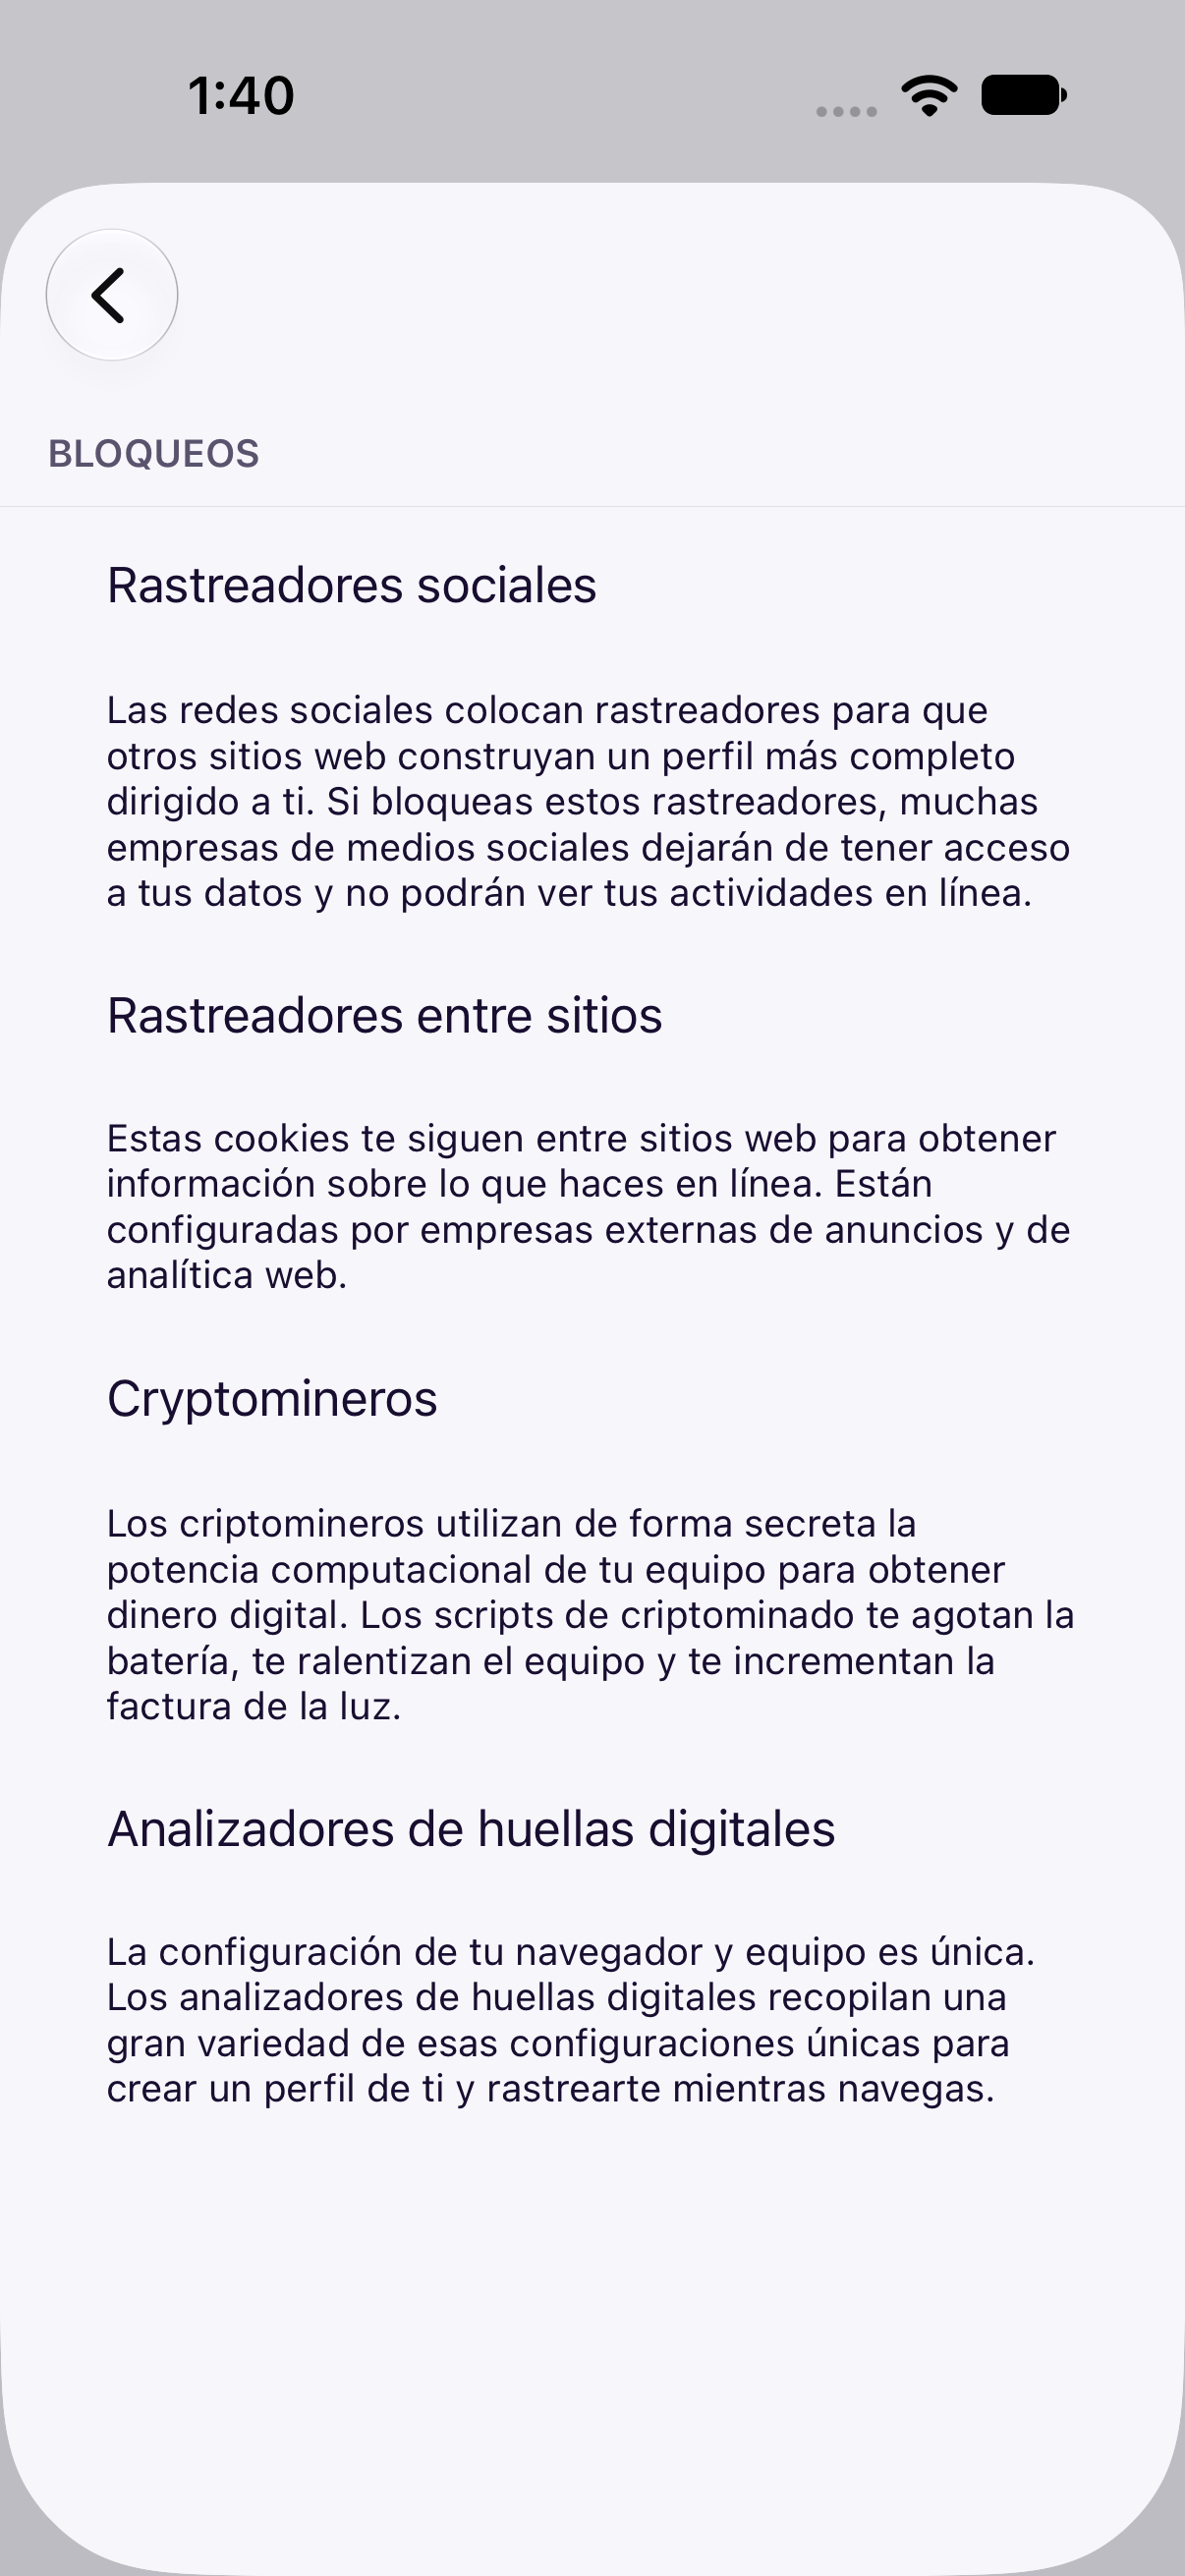 1:40
BLOQUEOS
Rastreadores sociales
Las redes sociales colocan rastreadores para que
otros sitios web construyan un perfil más completo
dirigido a ti. Si bloqueas estos rastreadores, muchas
empresas de medios sociales dejarán de tener acceso
a tus datos y no podrán ver tus actividades en línea.
Rastreadores entre sitios
Estas cookies te siguen entre sitios web para obtener
información sobre lo que haces en línea. Están
configuradas por empresas externas de anuncios y de
analítica web.
Cryptomineros
Los criptomineros utilizan de forma secreta la
potencia computacional de tu equipo para obtener
dinero digital. Los scripts de criptominado te agotan la
batería, te ralentizan el equipo y te incrementan la
factura de la luz.
Analizadores de huellas digitales
La configuración de tu navegador y equipo es única.
Los analizadores de huellas digitales recopilan una
gran variedad de esas configuraciones únicas para
crear un perfil de ti y rastrearte mientras navegas.